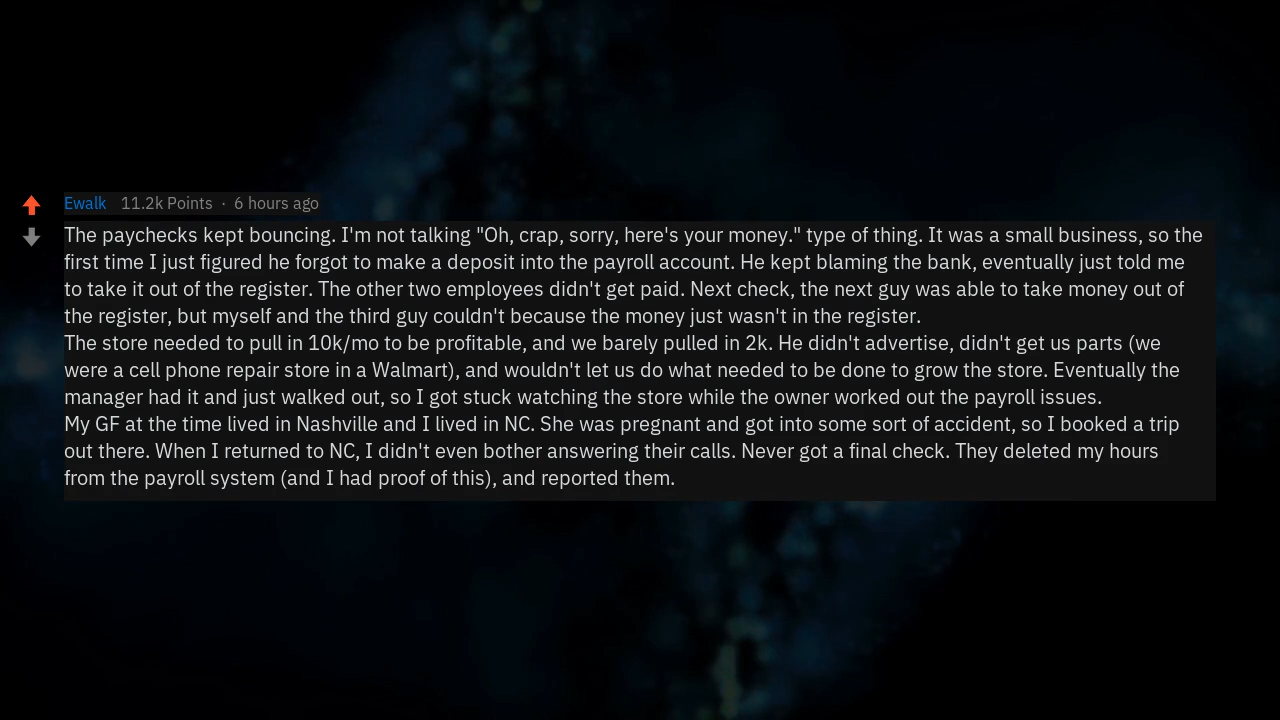 Ewalk 11.2k Points · 6 hours ago
The paychecks kept bouncing. I'm not talking "Oh, crap, sorry, here's your money." type of thing. It was a small business, so the
first time I just figured he forgot to make a deposit into the payroll account. He kept blaming the bank, eventually just told me
to take it out of the register. The other two employees didn't get paid. Next check, the next guy was able to take money out of
the register, but myself and the third guy couldn't because the money just wasn't in the register.
The store needed to pull in 10k/mo to be profitable, and we barely pulled in 2k. He didn't advertise, didn't get us parts (we
were a cell phone repair store in a Walmart), and wouldn't let us do what needed to be done to grow the store. Eventually the
manager had it and just walked out, so I got stuck watching the store while the owner worked out the payroll issues.
My GF at the time lived in Nashville and I lived in NC. She was pregnant and got into some sort of accident, so I booked a trip
out there. When I returned to NC, I didn't even bother answering their calls. Never got a final check. They deleted my hours
from the payroll system (and I had proof of this), and reported them.